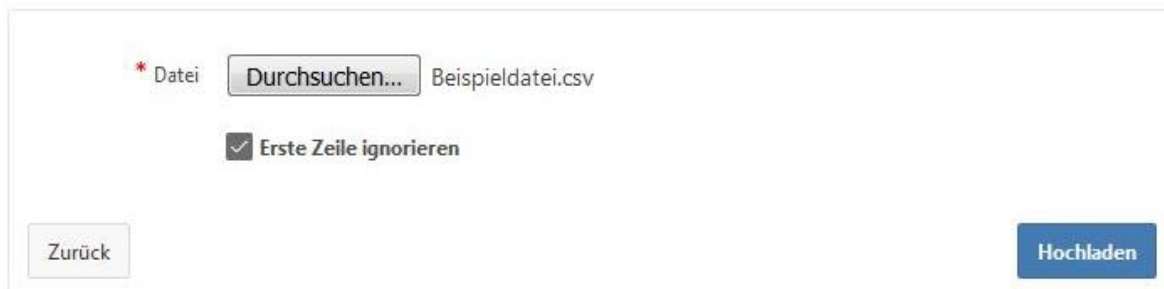 * Datei Durchsuchen... Beispieldatei.csv
Erste Zeile ignorieren
Zurück Hochladen